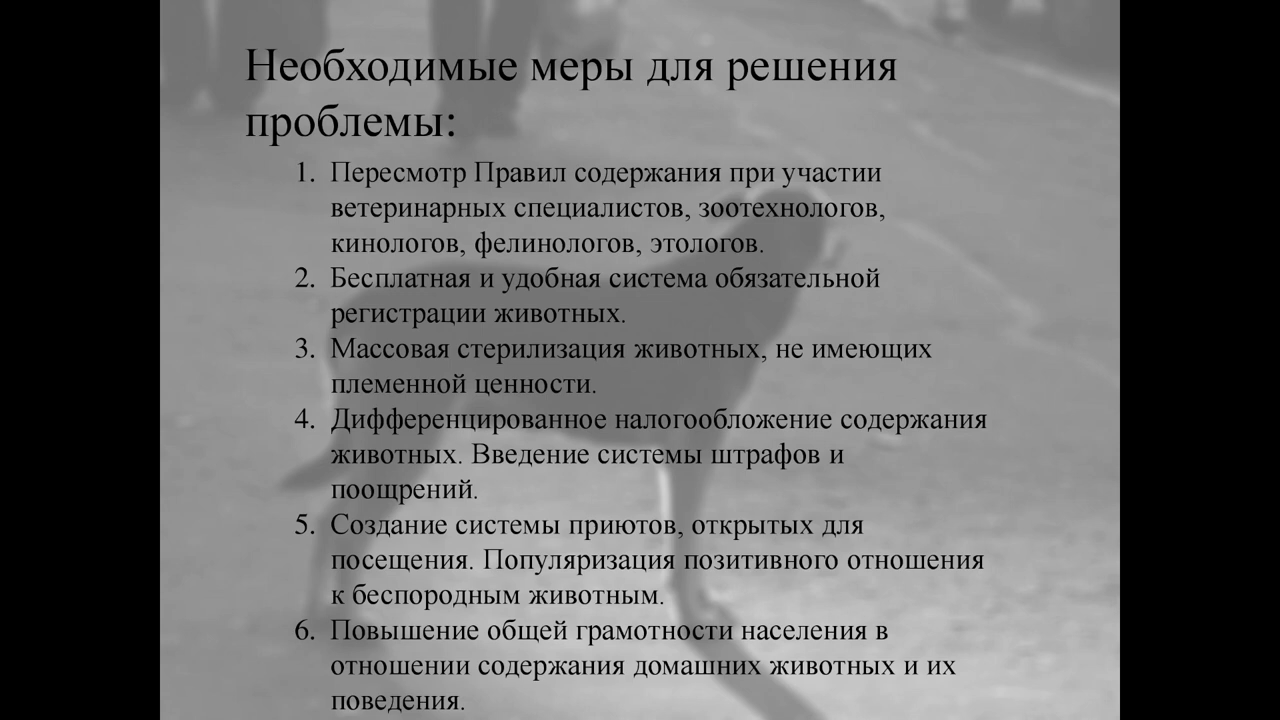 Необходимые меры для решения
проблемы:
1. Пересмотр Правил содержания при участии
ветеринарных специалистов, зоотехнологов,
кинологов, фелинологов, этологов.
2. Бесплатная и удобная система обязательной
регистрации животных.
3. Массовая стерилизация животных, не имеющих
племенной ценности.
4. Дифференцированное налогообложение содержания
животных. Введение системы штрафов и
поощрений.
5. Создание системы приютов, открытых для
посещения. Популяризация позитивного отношения
к беспородным животным.
6. Повышение общей грамотности населения в
отношении содержания домашних животных и их
поведения.